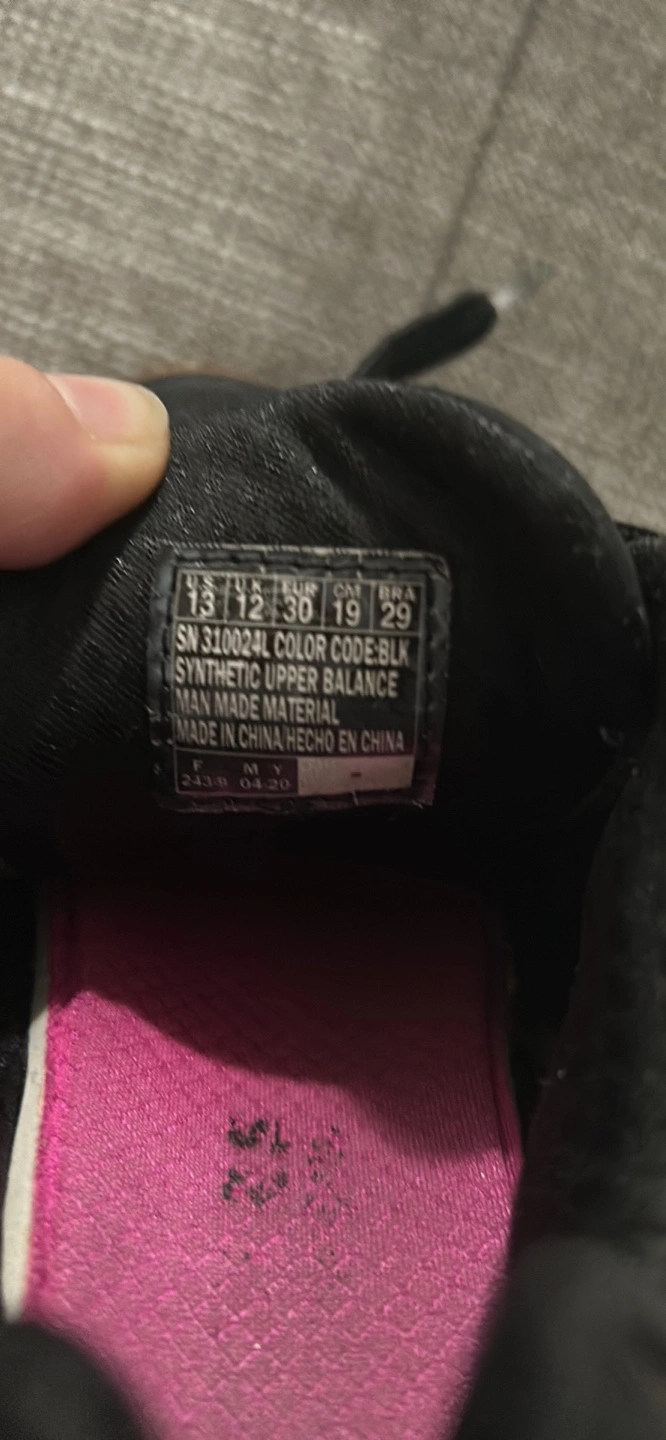 U.S. U.K. EUR CM BRA
13 12 30 19 29
SN 310024L COLOR CODE:BLK
SYNTHETIC UPPER BALANCE
MAN MADE MATERIAL
MADE IN CHINA/HECHO EN CHINA
F M Y
243-9 04-20